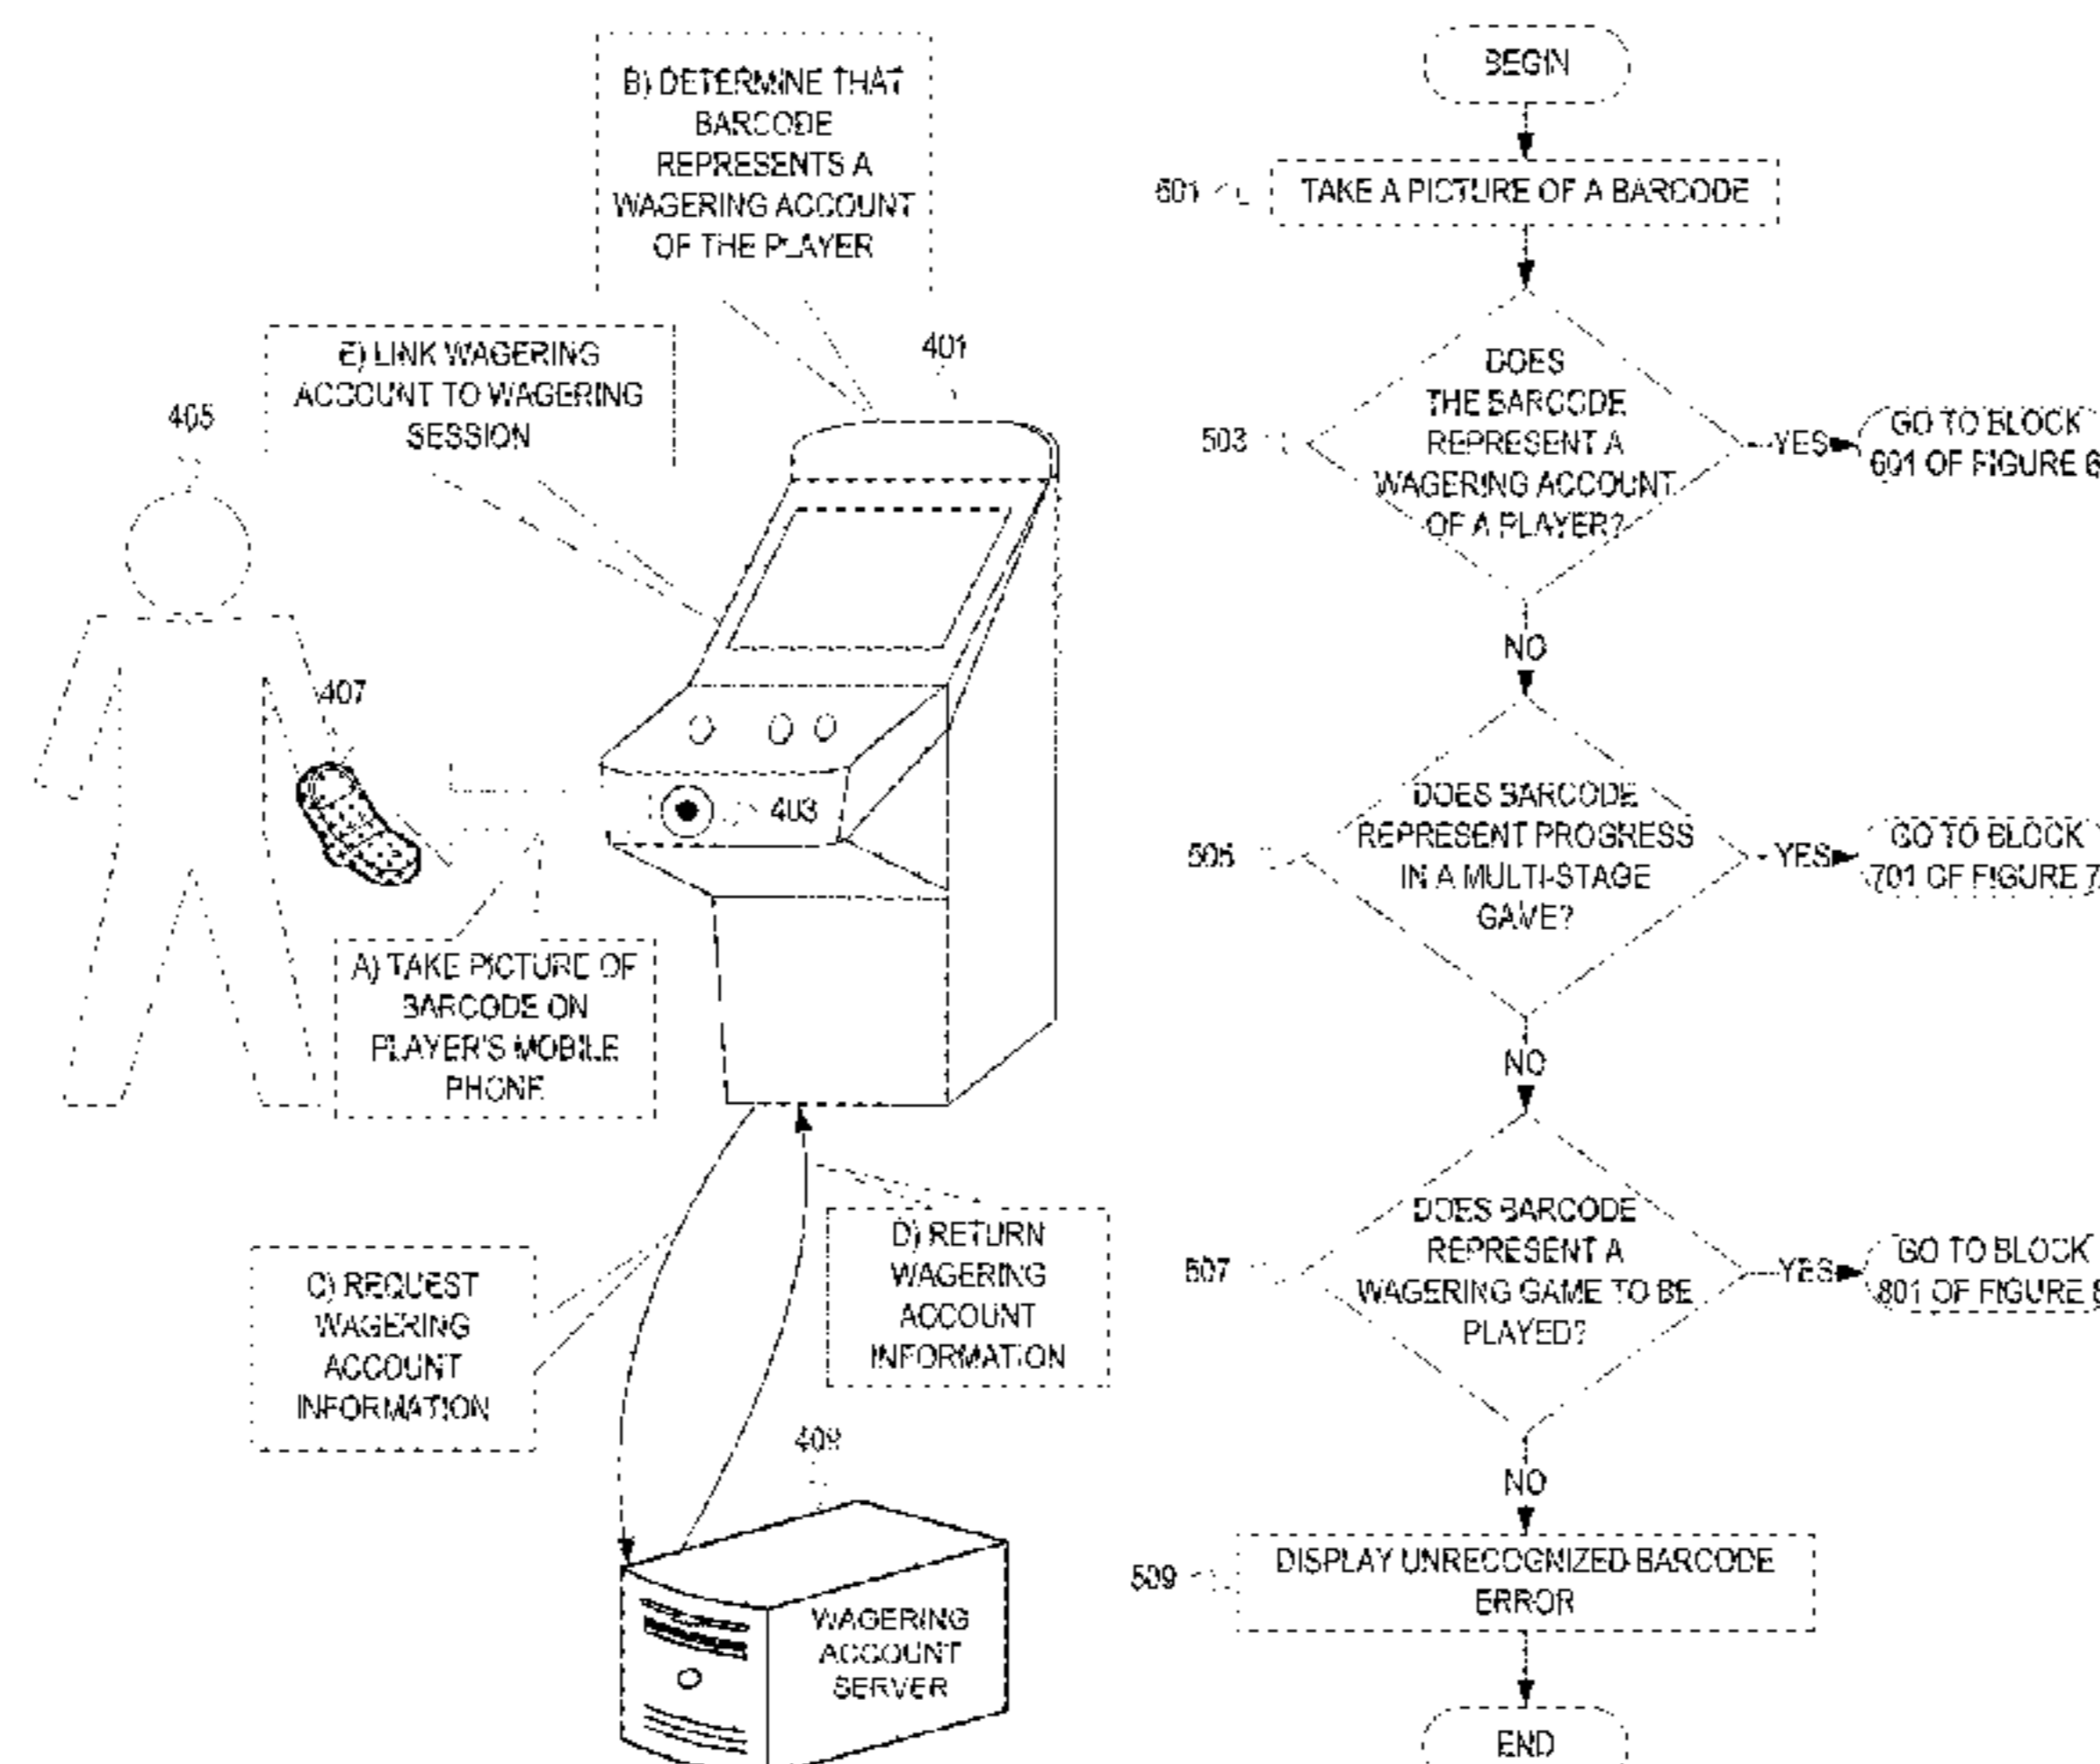 B) DETERMINE THAT
BARCODE
REPRESENTS A
WAGERING ACCOUNT
OF THE PLAYER
E) LINK WAGERING
ACCOUNT TO WAGERING
SESSION
401
405
407
403
A) TAKE PICTURE OF
BARCODE ON
PLAYER'S MOBILE
PHONE
C) REQUEST
WAGERING
ACCOUNT
INFORMATION
D) RETURN
WAGERING
ACCOUNT
INFORMATION
409
WAGERING
ACCOUNT
SERVER
BEGIN
501
TAKE A PICTURE OF A BARCODE
503
DOES
THE BARCODE
REPRESENT A
WAGERING ACCOUNT
OF A PLAYER?
YES
GO TO BLOCK
601 OF FIGURE 6
NO
505
DOES BARCODE
REPRESENT PROGRESS
IN A MULTI-STAGE
GAME?
YES
GO TO BLOCK
701 OF FIGURE 7
NO
507
DOES BARCODE
REPRESENT A
WAGERING GAME TO BE
PLAYED?
YES
GO TO BLOCK
801 OF FIGURE 8
NO
509
DISPLAY UNRECOGNIZED BARCODE
ERROR
END